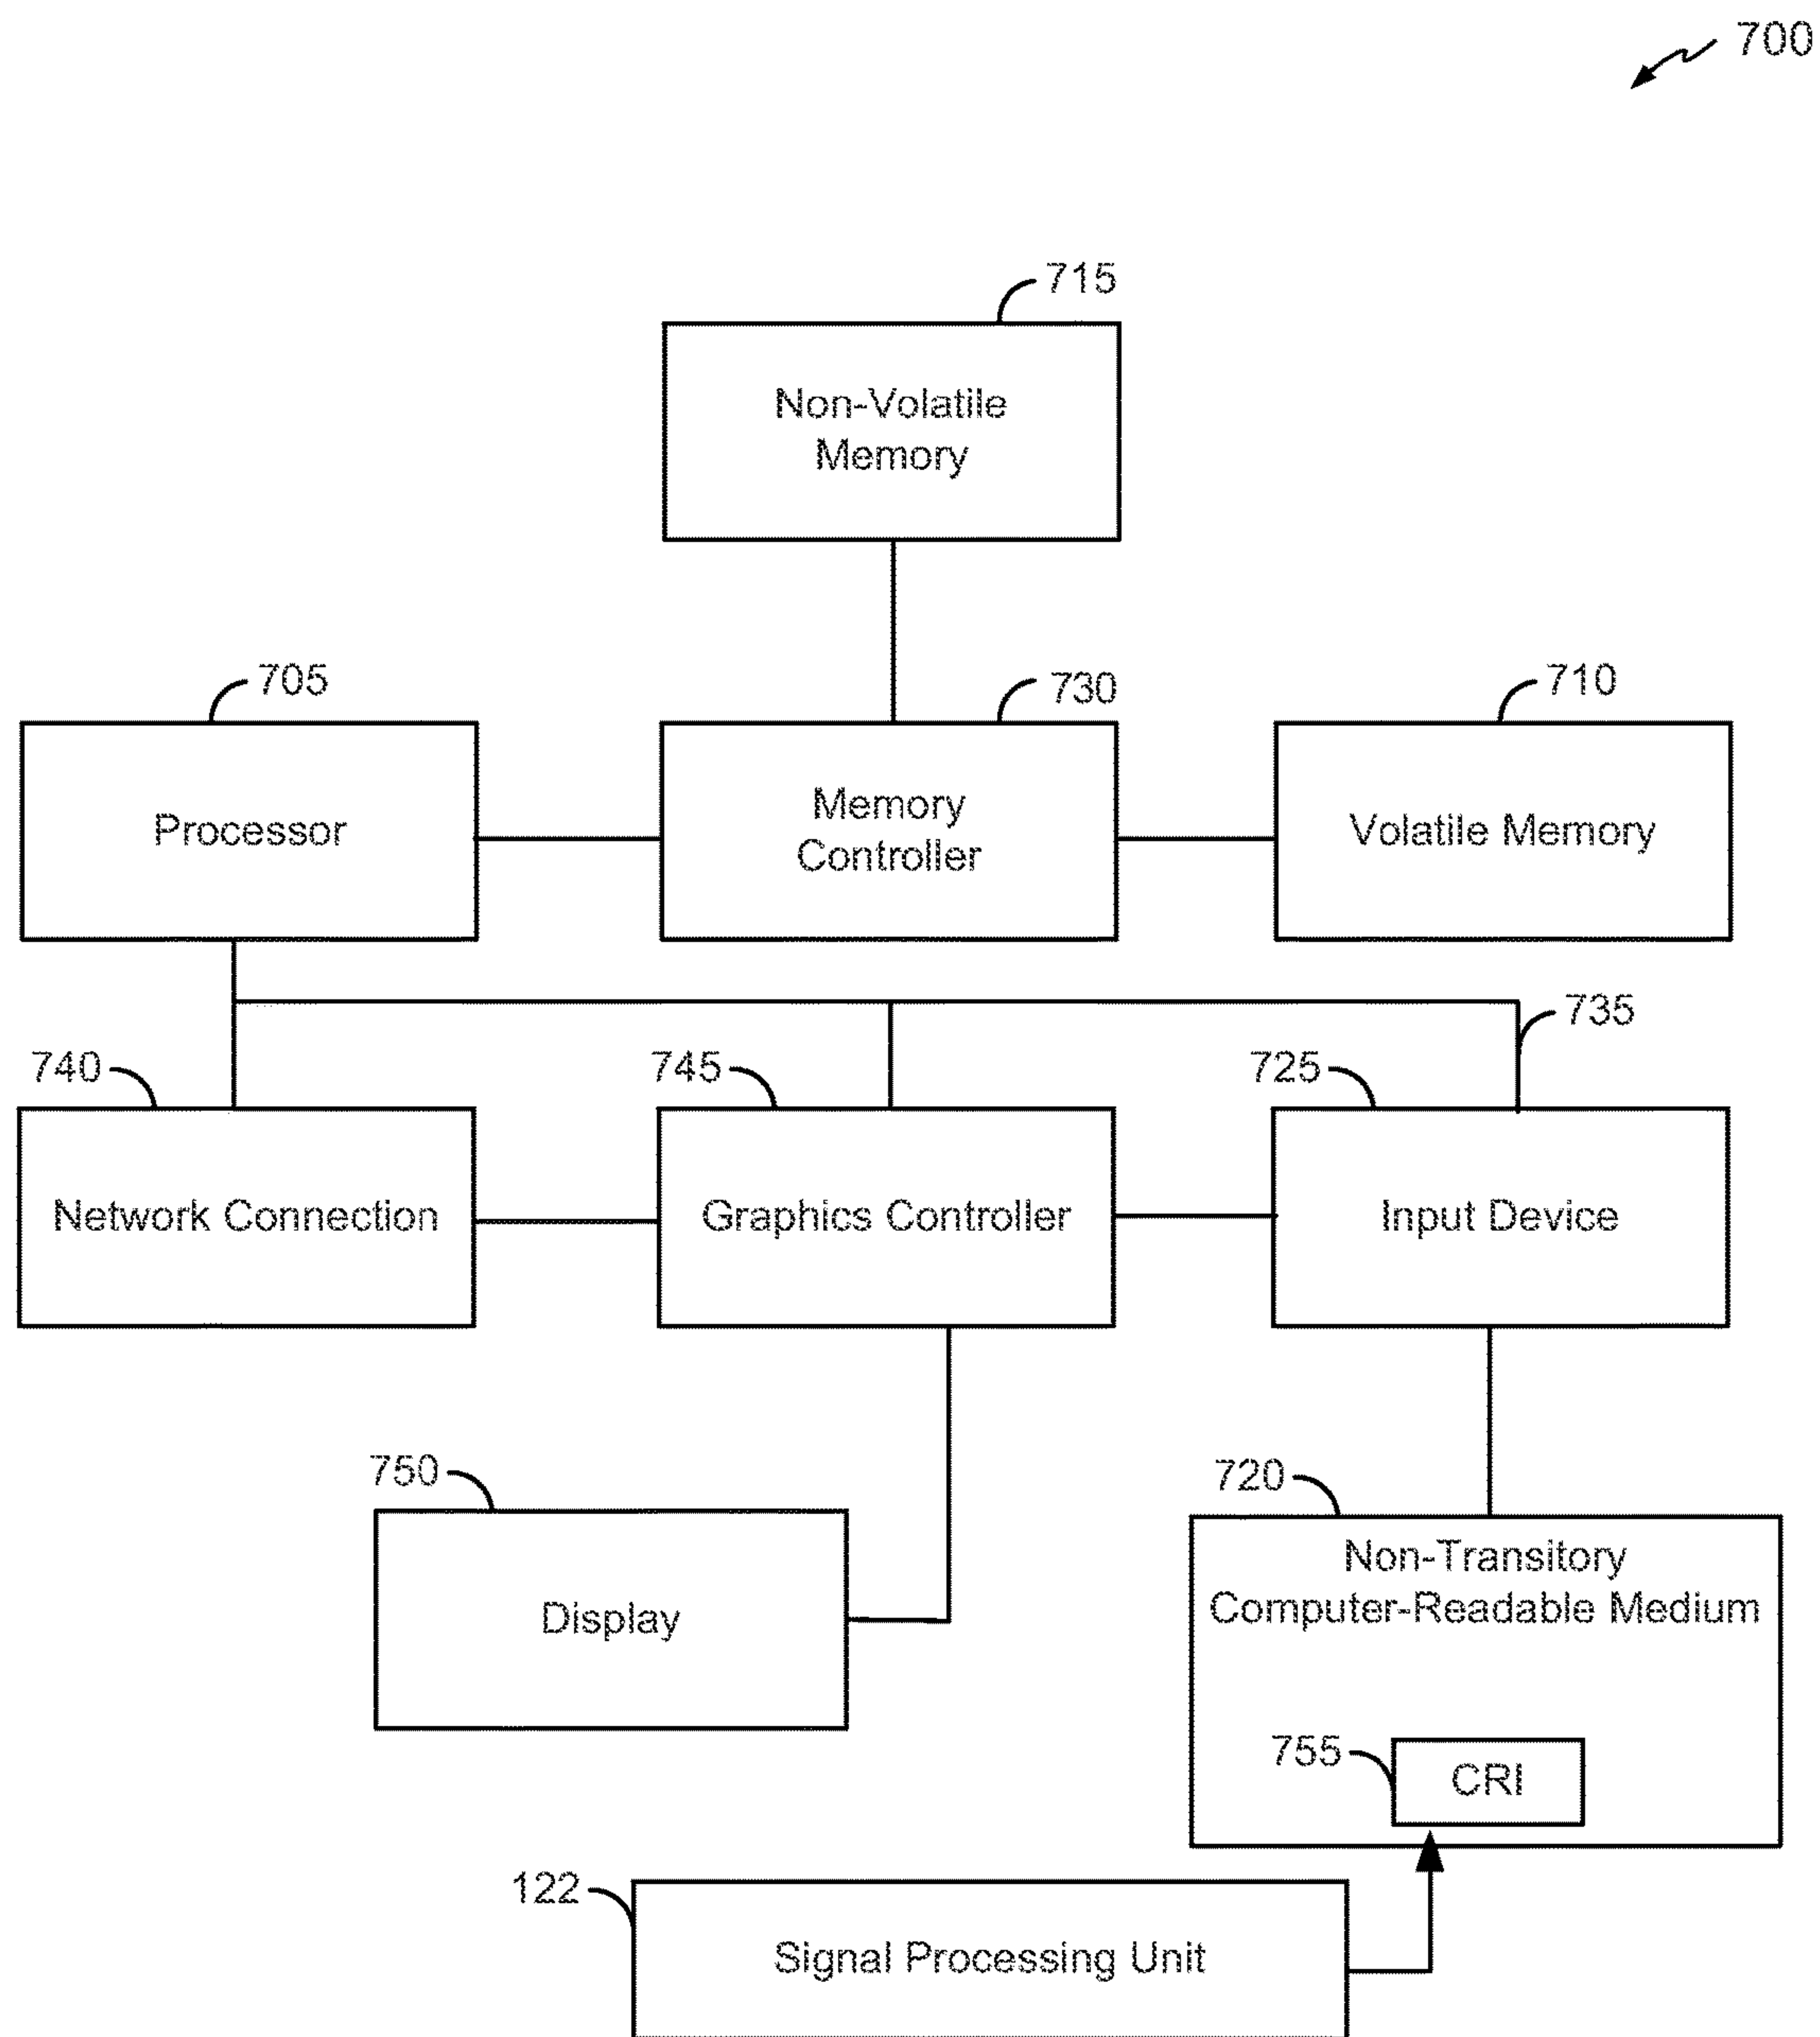 700
715
Non-Volatile
Memory
705
730
710
Processor
Memory
Controller
Volatile Memory
735
740
745
725
Network Connection
Graphics Controller
Input Device
750
720
Display
Non-Transitory
Computer-Readable Medium
755
CRI
122
Signal Processing Unit